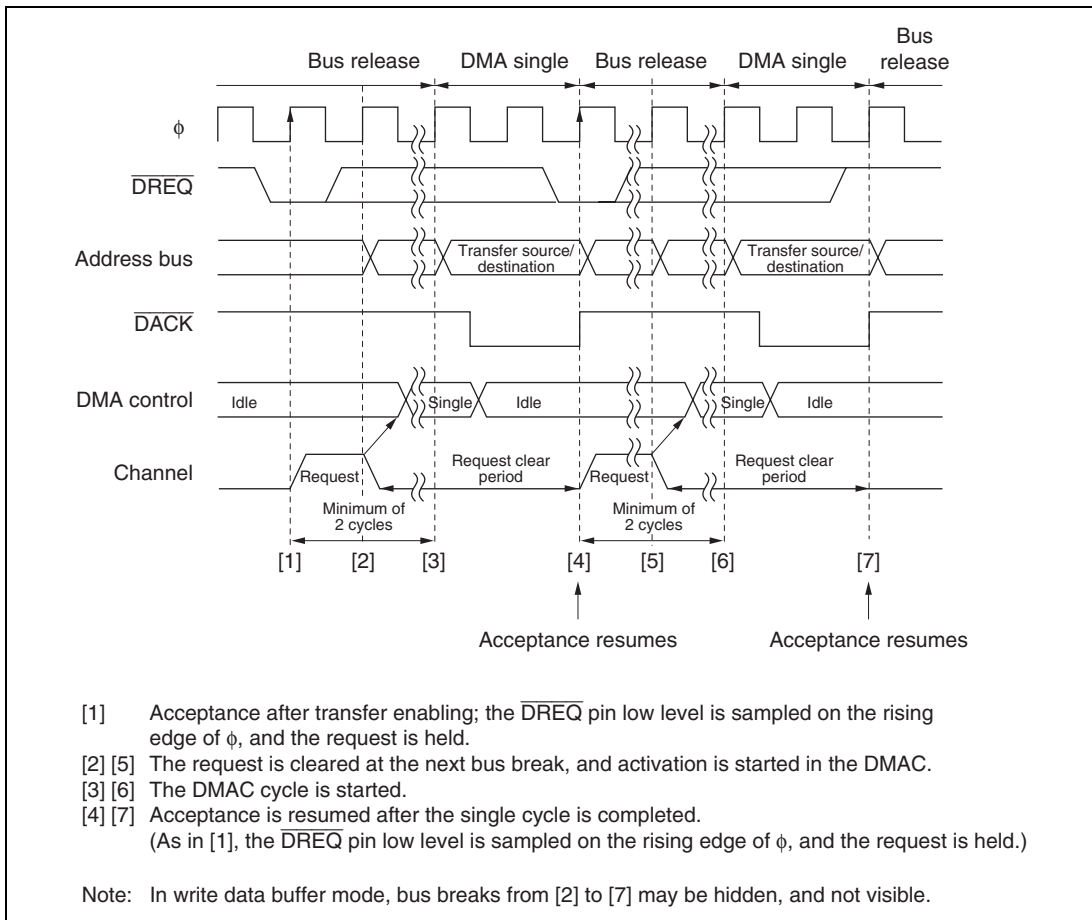 Bus release
DMA single
Bus release
DMA single
Bus
release
ϕ
DREQ
Address bus
Transfer source/
destination
Transfer source/
destination
DACK
DMA control
Idle
Single
Idle
Single
Idle
Channel
Request
Request clear
period
Request
Request clear
period
Minimum of
2 cycles
Minimum of
2 cycles
[1] [2] [3] [4] [5] [6] [7]
Acceptance resumes
Acceptance resumes
[1] Acceptance after transfer enabling; the DREQ pin low level is sampled on the rising
edge of ϕ, and the request is held.
[2] [5] The request is cleared at the next bus break, and activation is started in the DMAC.
[3] [6] The DMAC cycle is started.
[4] [7] Acceptance is resumed after the single cycle is completed.
(As in [1], the DREQ pin low level is sampled on the rising edge of ϕ, and the request is held.)
Note: In write data buffer mode, bus breaks from [2] to [7] may be hidden, and not visible.